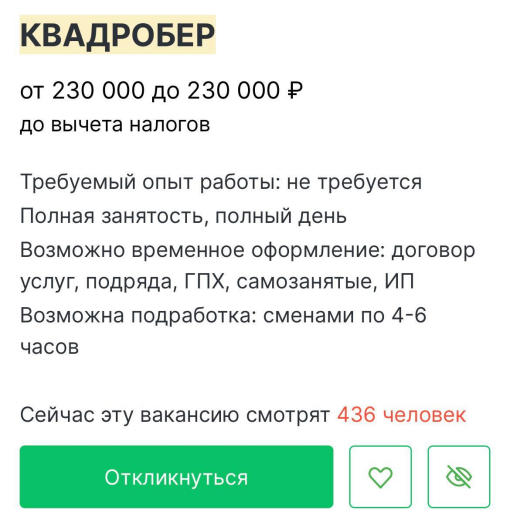 КВАДРОБЕР
от 230 000 до 230 000 ₽
до вычета налогов
Требуемый опыт работы: не требуется
Полная занятость, полный день
Возможно временное оформление: договор
услуг, подряда, ГПХ, самозанятые, ИП
Возможна подработка: сменами по 4-6
часов
Сейчас эту вакансию смотрят 436 человек
Откликнуться